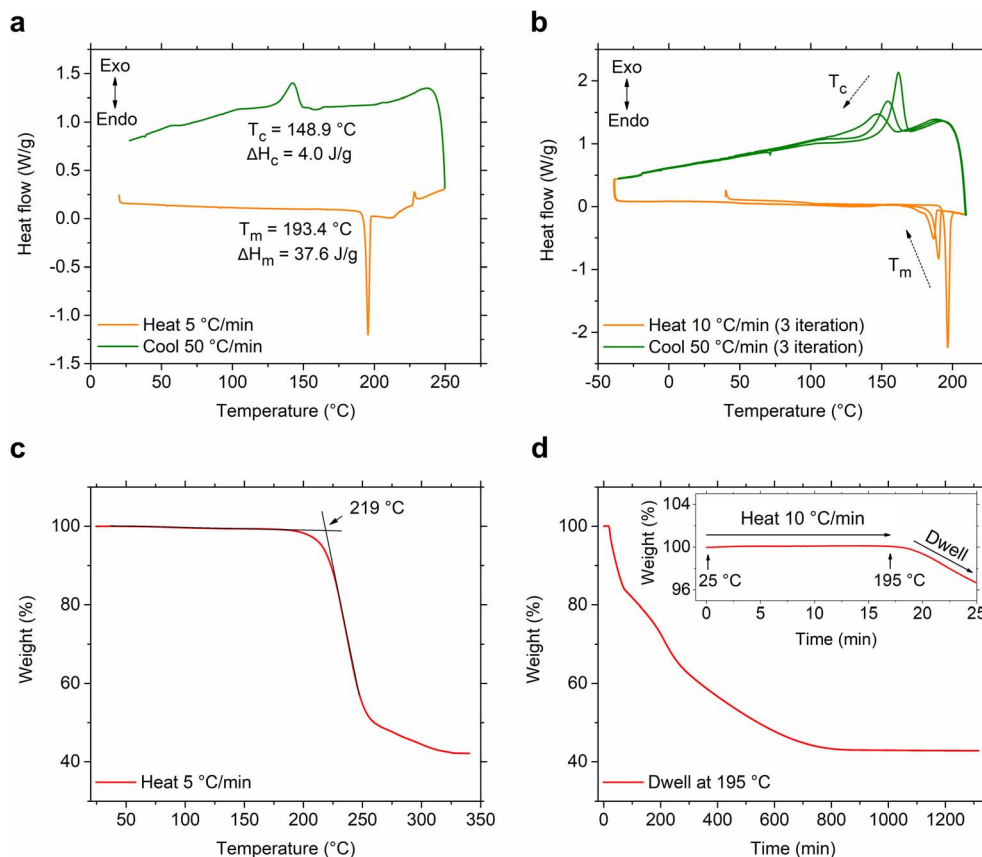 a
Exo
Endo
T_c = 148.9 °C
ΔH_c = 4.0 J/g
T_m = 193.4 °C
ΔH_m = 37.6 J/g
Heat 5 °C/min
Cool 50 °C/min
1.5
1.0
0.5
0.0
-0.5
-1.0
-1.5
Heat flow (W/g)
0 50 100 150 200 250
Temperature (°C)
b
Exo
Endo
T_c
T_m
Heat 10 °C/min (3 iteration)
Cool 50 °C/min (3 iteration)
2
1
0
-1
-2
Heat flow (W/g)
-50 0 50 100 150 200
Temperature (°C)
c
219 °C
Heat 5 °C/min
100
80
60
40
Weight (%)
50 100 150 200 250 300 350
Temperature (°C)
d
104
100
96
Weight (%)
Heat 10 °C/min
Dwell
25 °C
195 °C
0 5 10 15 20 25
Time (min)
Dwell at 195 °C
100
80
60
40
Weight (%)
0 200 400 600 800 1000 1200
Time (min)